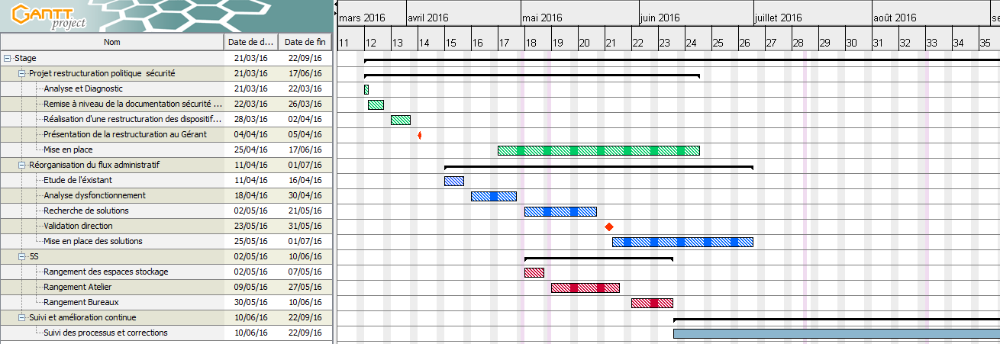 GANTT
project
mars 2016 avril 2016 mai 2016 juin 2016 juillet 2016 août 2016 se
Nom Date de d... Date de fin 11 12 13 14 15 16 17 18 19 20 21 22 23 24 25 26 27 28 29 30 31 32 33 34 35
Stage 21/03/16 22/09/16
Projet restructuration politique sécurité 21/03/16 17/06/16
Analyse et Diagnostic 21/03/16 22/03/16
Remise à niveau de la documentation sécurité ... 22/03/16 26/03/16
Réalisation d'une restructuration des dispositif... 28/03/16 02/04/16
Présentation de la restructuration au Gérant 04/04/16 05/04/16
Mise en place 25/04/16 17/06/16
Réorganisation du flux administratif 11/04/16 01/07/16
Etude de l'éxistant 11/04/16 16/04/16
Analyse dysfonctionnement 18/04/16 30/04/16
Recherche de solutions 02/05/16 21/05/16
Validation direction 23/05/16 31/05/16
Mise en place des solutions 25/05/16 01/07/16
5S 02/05/16 10/06/16
Rangement des espaces stockage 02/05/16 07/05/16
Rangement Atelier 09/05/16 27/05/16
Rangement Bureaux 30/05/16 10/06/16
Suivi et amélioration continue 10/06/16 22/09/16
Suivi des processus et corrections 10/06/16 22/09/16